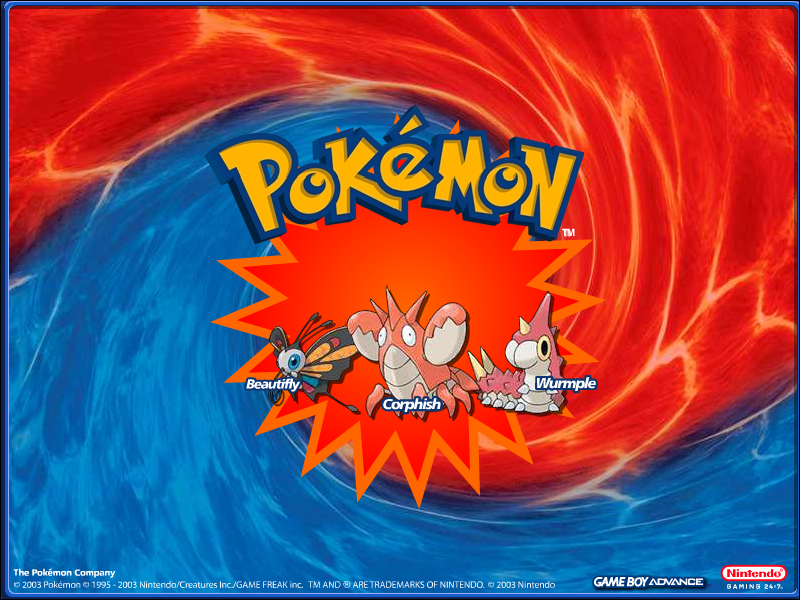 POKéMON
TM
Beautifly
Corphish
Wurmple
The Pokémon Company
© 2003 Pokémon © 1995 - 2003 Nintendo/Creatures Inc./GAME FREAK inc. TM AND ® ARE TRADEMARKS OF NINTENDO. © 2003 Nintendo
GAME BOY ADVANCE
Nintendo®
GAMING 24•7.